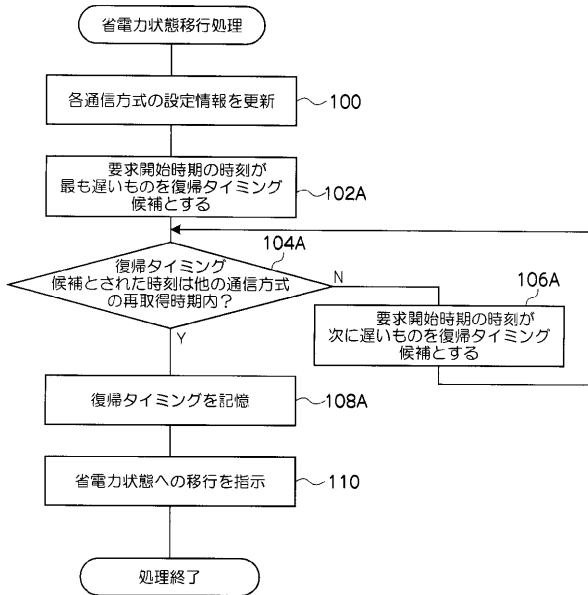 省電力状態移行処理
各通信方式の設定情報を更新
100
要求開始時期の時刻が
最も遅いものを復帰タイミング
候補とする
102A
104A
復帰タイミング
候補とされた時刻は他の通信方式
の再取得時期内?
N
Y
106A
要求開始時期の時刻が
次に遅いものを復帰タイミング
候補とする
復帰タイミングを記憶
108A
省電力状態への移行を指示
110
処理終了